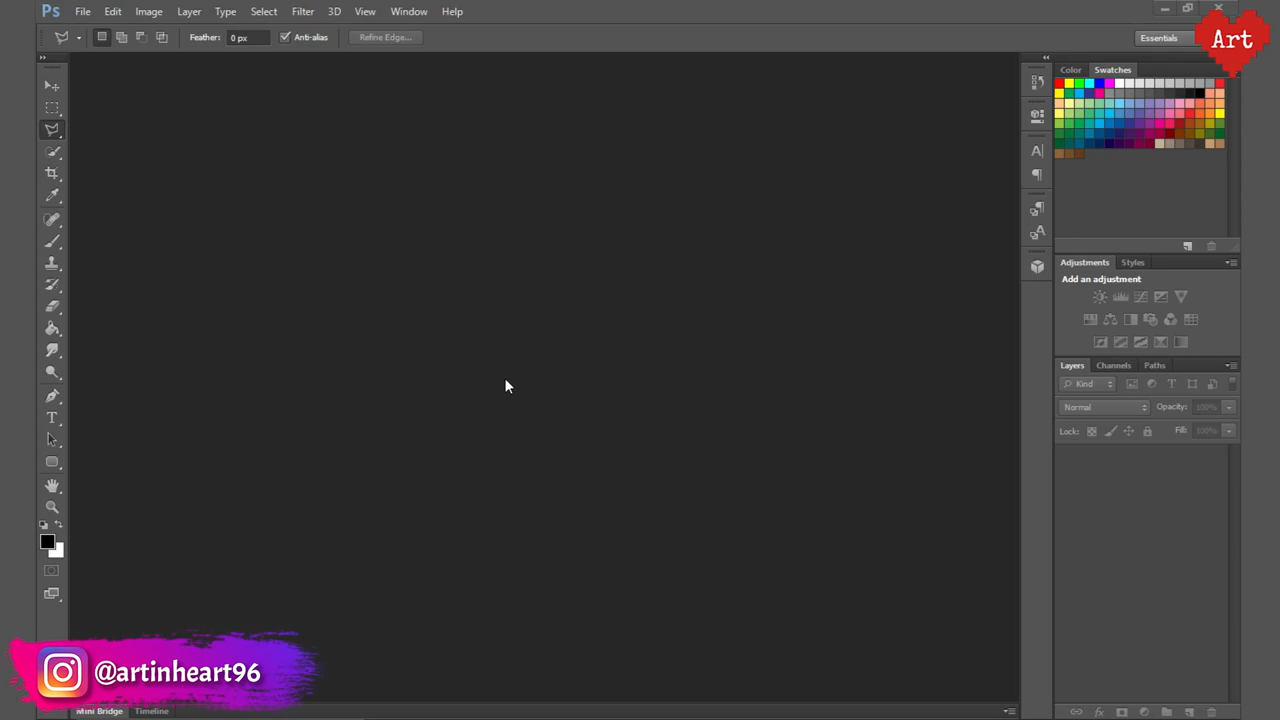 Ps File Edit Image Layer Type Select Filter 3D View Window Help
Feather: 0 px Anti-alias Refine Edge... Essentials
Art
Color Swatches
Adjustments Styles
Add an adjustment
Layers Channels Paths
Kind
Normal Opacity: 100%
Lock: Fill: 100%
@artinheart96
Mini Bridge Timeline